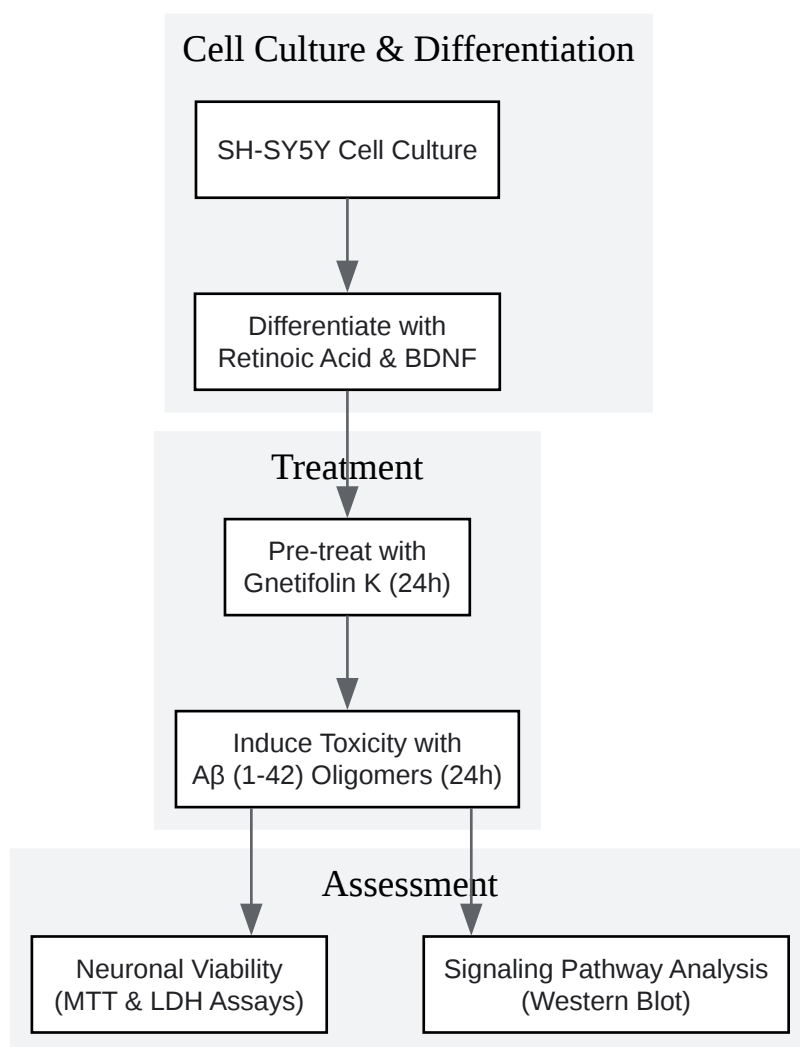 Cell Culture & Differentiation
SH-SY5Y Cell Culture
Differentiate with
Retinoic Acid & BDNF
Treatment
Pre-treat with
Gnetifolin K (24h)
Induce Toxicity with
Aβ (1-42) Oligomers (24h)
Assessment
Neuronal Viability
(MTT & LDH Assays)
Signaling Pathway Analysis
(Western Blot)